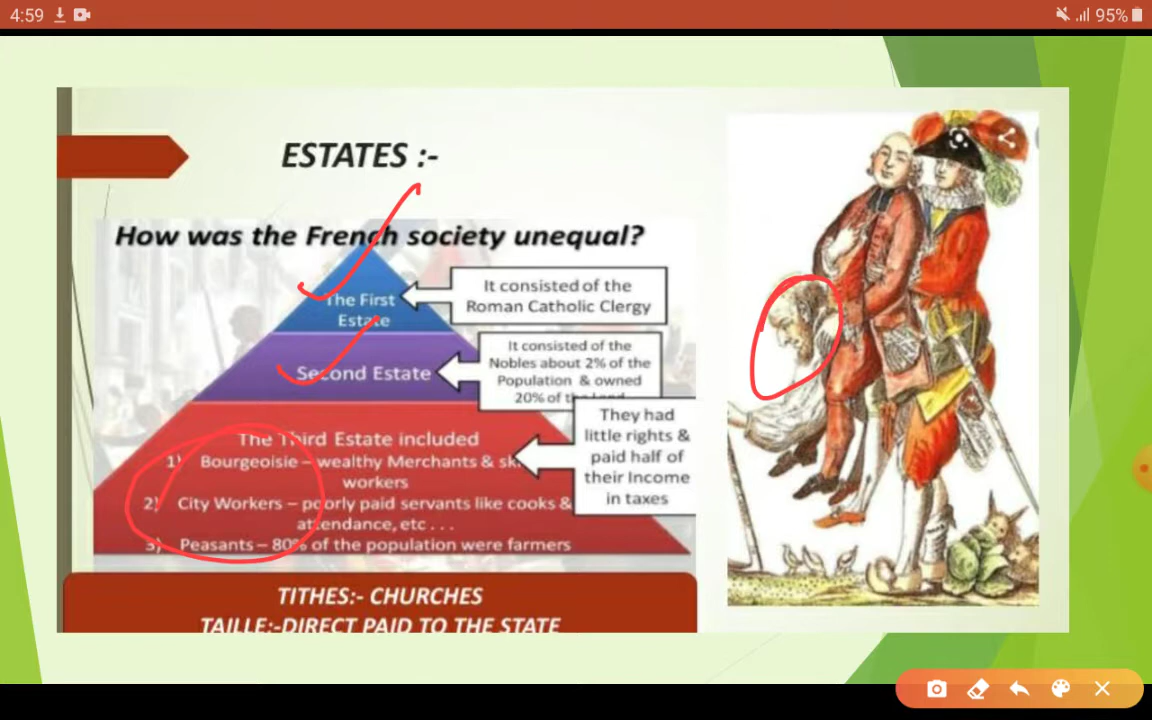 4:59
95%
ESTATES :-
How was the French society unequal?
The First
Estate
It consisted of the
Roman Catholic Clergy
Second Estate
It consisted of the
Nobles about 2% of the
Population & owned
20% of the Land
The Third Estate included
1) Bourgeoisie – wealthy Merchants & sk
workers
2) City Workers – poorly paid servants like cooks &
attendance, etc . . .
3) Peasants – 80% of the population were farmers
They had
little rights &
paid half of
their Income
in taxes
TITHES:- CHURCHES
TAILLE:-DIRECT PAID TO THE STATE